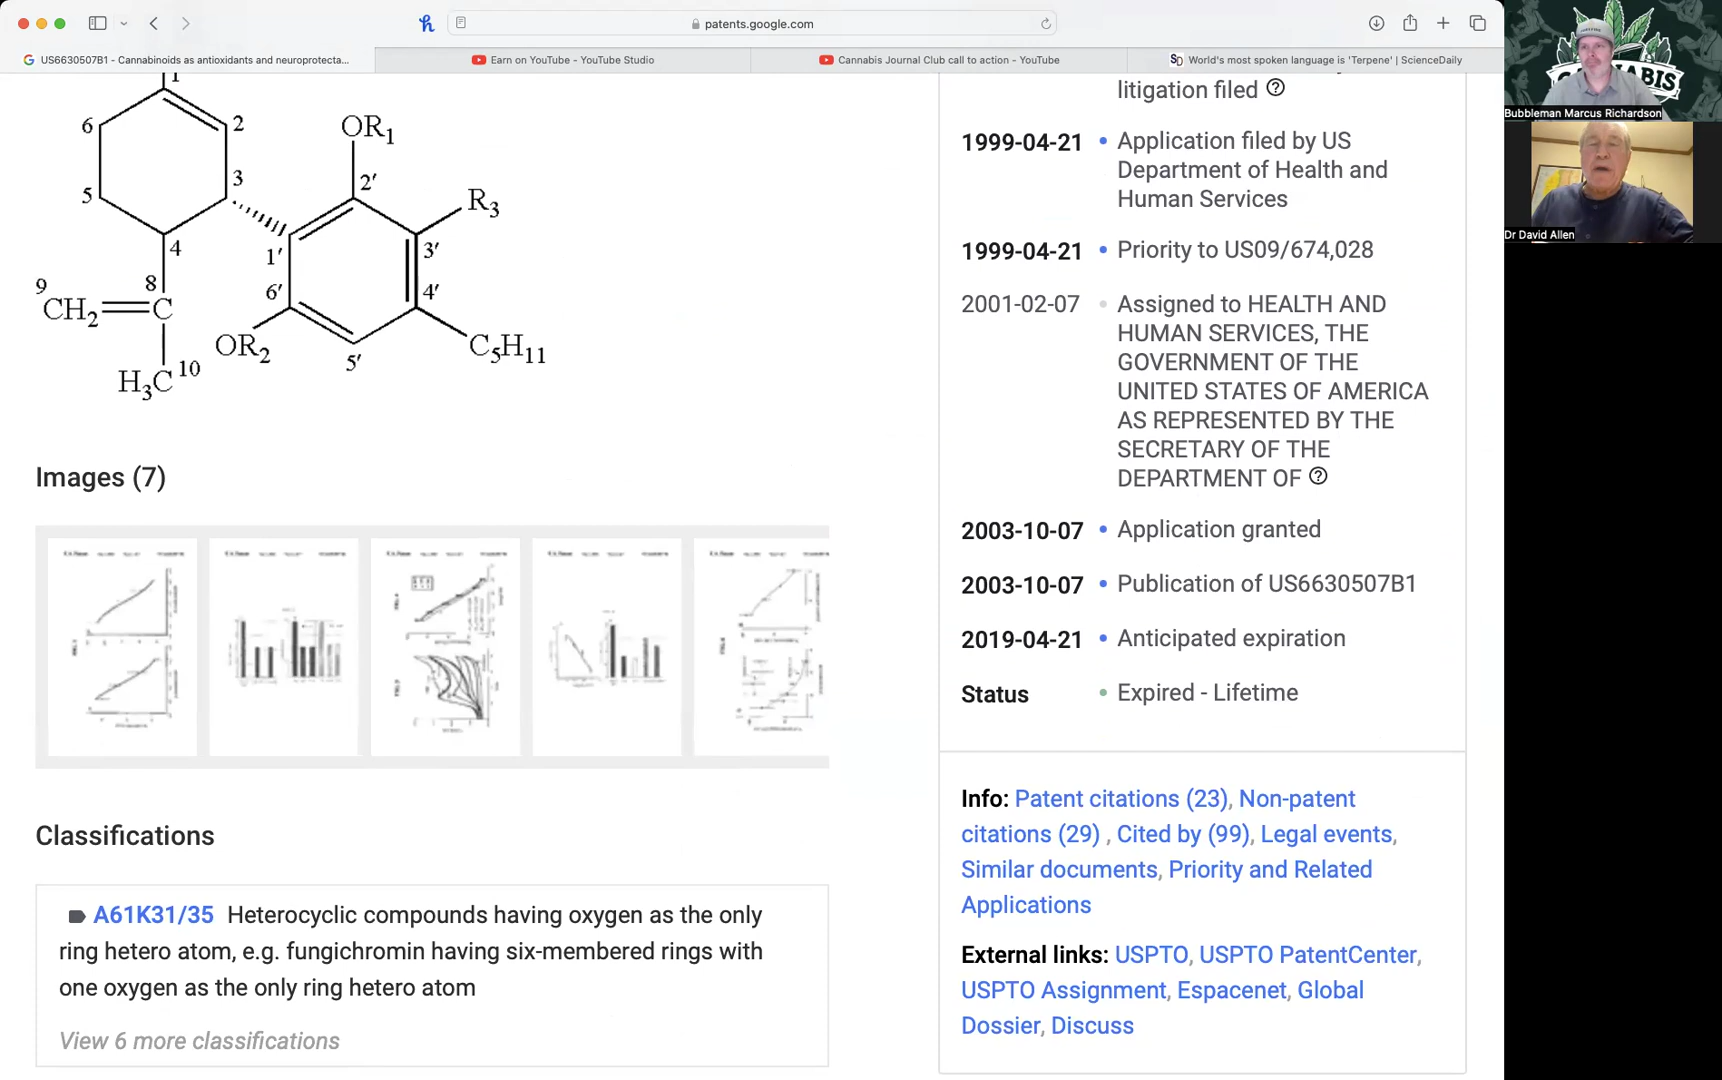 patents.google.com
US6630507B1 - Cannabinoids as antioxidants and neuroprotecta...
Earn on YouTube - YouTube Studio
Cannabis Journal Club call to action - YouTube
World's most spoken language is 'Terpene' | ScienceDaily
Bubbleman Marcus Richardson
Dr David Allen
1
6
2
OR1
5
3
2′
R3
4
1′
3′
9
8
6′
4′
CH2
C
OR2
5′
C5H11
H3C
10
Images (7)
Classifications
A61K31/35 Heterocyclic compounds having oxygen as the only
ring hetero atom, e.g. fungichromin having six-membered rings with
one oxygen as the only ring hetero atom
View 6 more classifications
litigation filed
1999-04-21 Application filed by US
Department of Health and
Human Services
1999-04-21 Priority to US09/674,028
2001-02-07 Assigned to HEALTH AND
HUMAN SERVICES, THE
GOVERNMENT OF THE
UNITED STATES OF AMERICA
AS REPRESENTED BY THE
SECRETARY OF THE
DEPARTMENT OF
2003-10-07 Application granted
2003-10-07 Publication of US6630507B1
2019-04-21 Anticipated expiration
Status Expired - Lifetime
Info: Patent citations (23), Non-patent
citations (29) , Cited by (99), Legal events,
Similar documents, Priority and Related
Applications
External links: USPTO, USPTO PatentCenter,
USPTO Assignment, Espacenet, Global
Dossier, Discuss